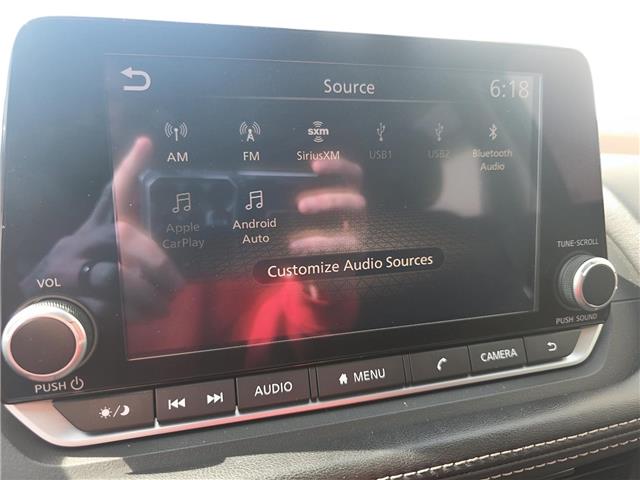 Source
6:18
AM
FM
sxm
SiriusXM
USB1
USB2
Bluetooth
Audio
Apple
CarPlay
Android
Auto
Customize Audio Sources
VOL
PUSH
TUNE·SCROLL
PUSH SOUND
AUDIO
MENU
CAMERA